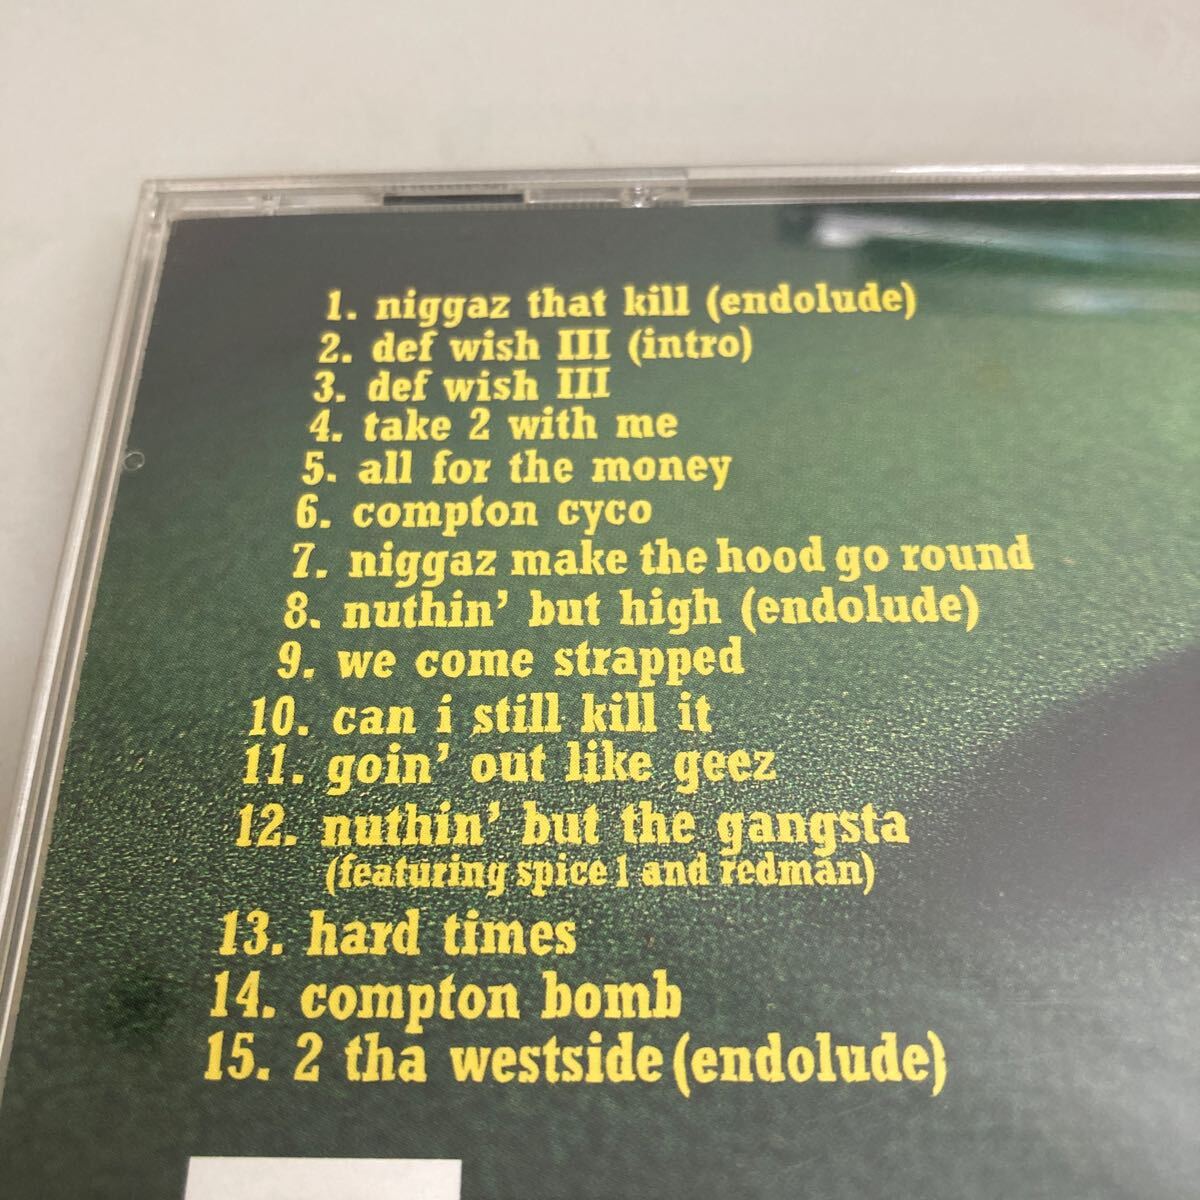 1. niggaz that kill (endolude)
2. def wish III (intro)
3. def wish III
4. take 2 with me
5. all for the money
6. compton cyco
7. niggaz make the hood go round
8. nuthin' but high (endolude)
9. we come strapped
10. can i still kill it
11. goin' out like geez
12. nuthin' but the gangsta
(featuring spice 1 and redman)
13. hard times
14. compton bomb
15. 2 tha westside (endolude)